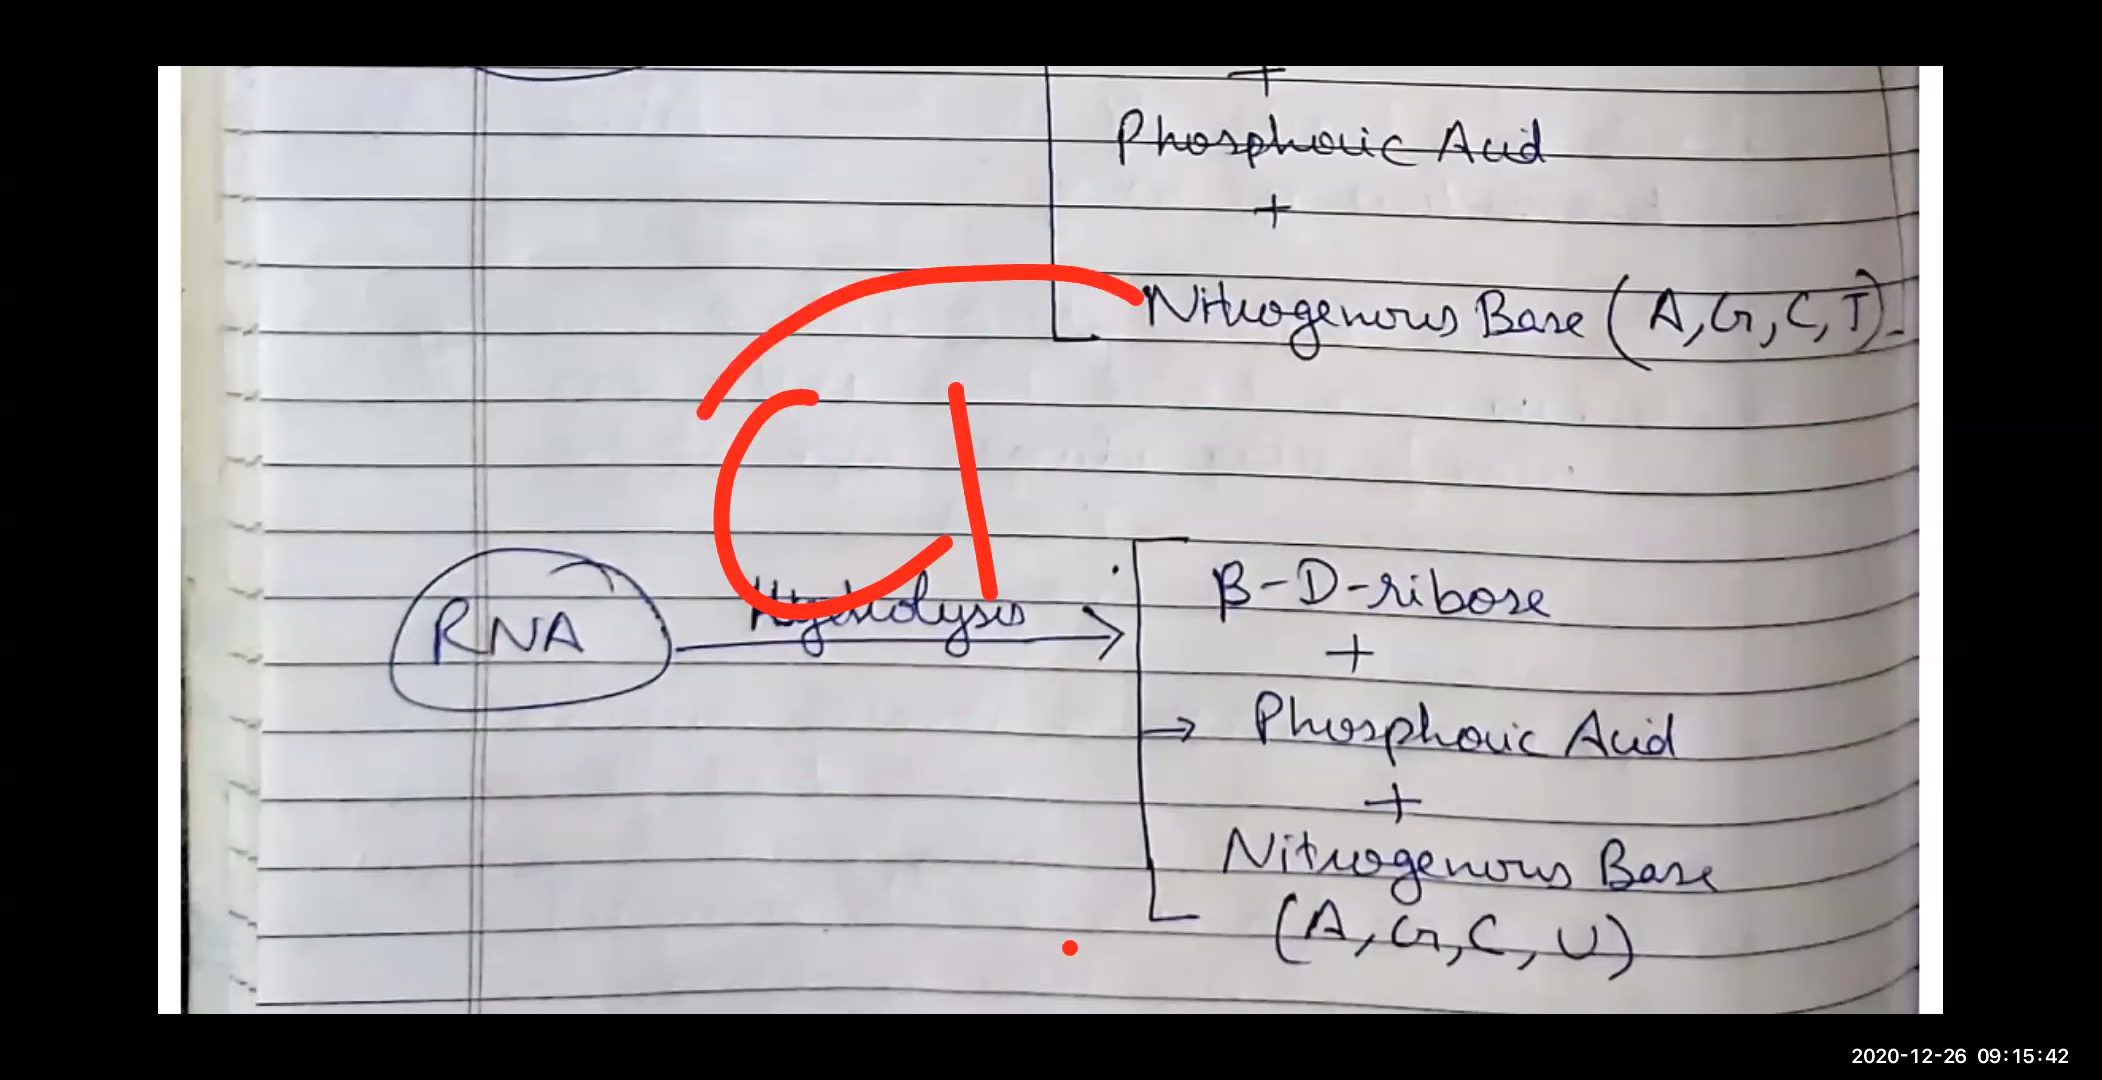 +
Phosphoric Acid
+
Nitrogenous Base (A, G, C, T).
RNA Hydrolysis → β-D-ribose
+
→ Phosphoric Acid
+
Nitrogenous Base
(A, G, C, U)
2020-12-26 09:15:42